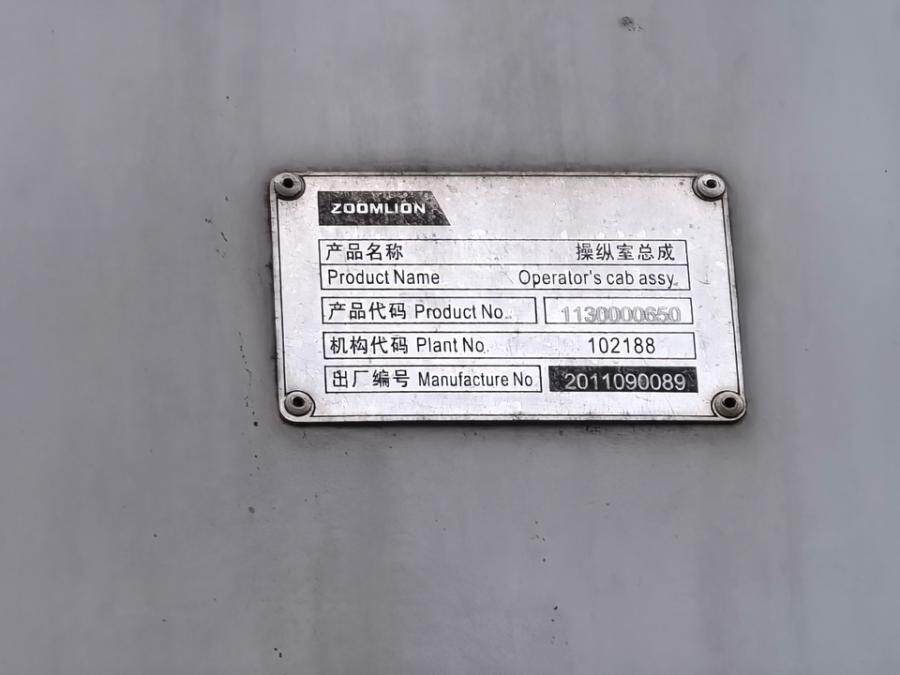 ZOOMLION
产品名称 操纵室总成
Product Name Operator's cab assy.
产品代码 Product No. 1130000650
机构代码 Plant No. 102188
出厂编号 Manufacture No. 2011090089